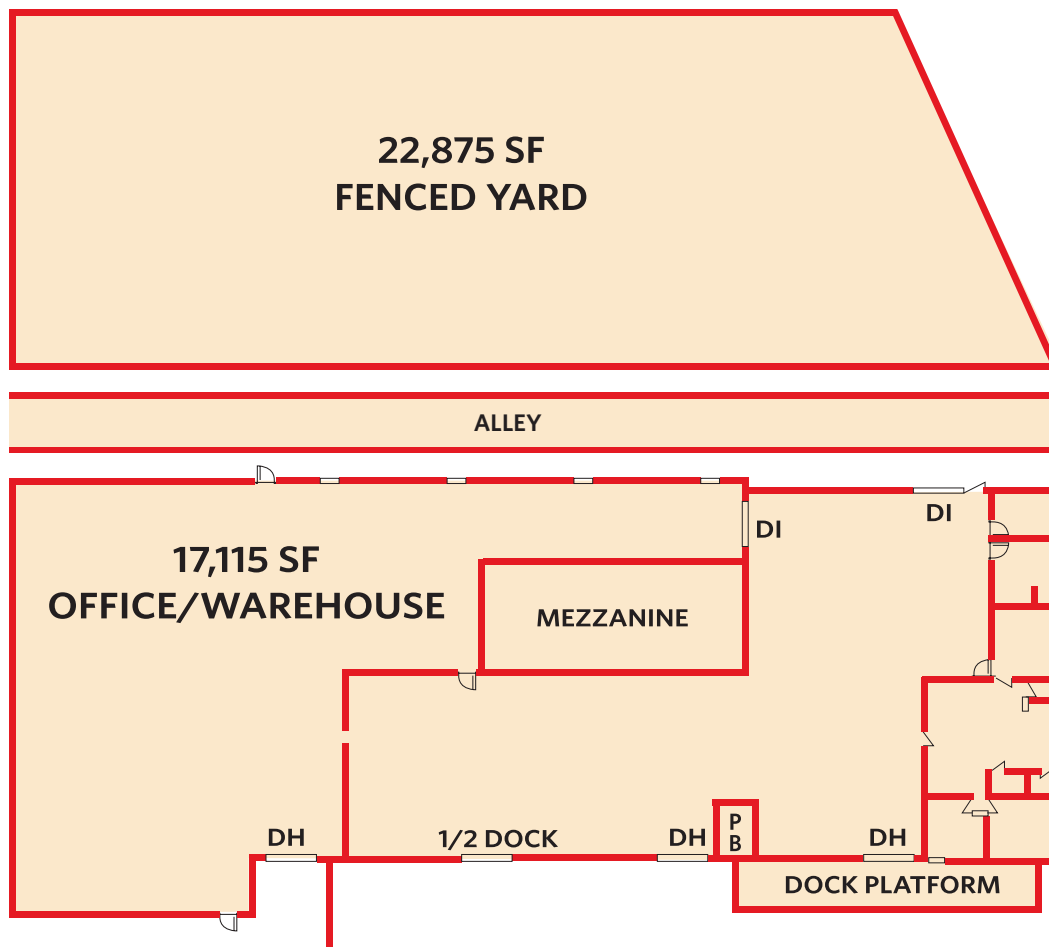 22,875 SF
FENCED YARD
ALLEY
DI
DI
17,115 SF
OFFICE/WAREHOUSE
MEZZANINE
DH
1/2 DOCK
DH
P
B
DH
DOCK PLATFORM